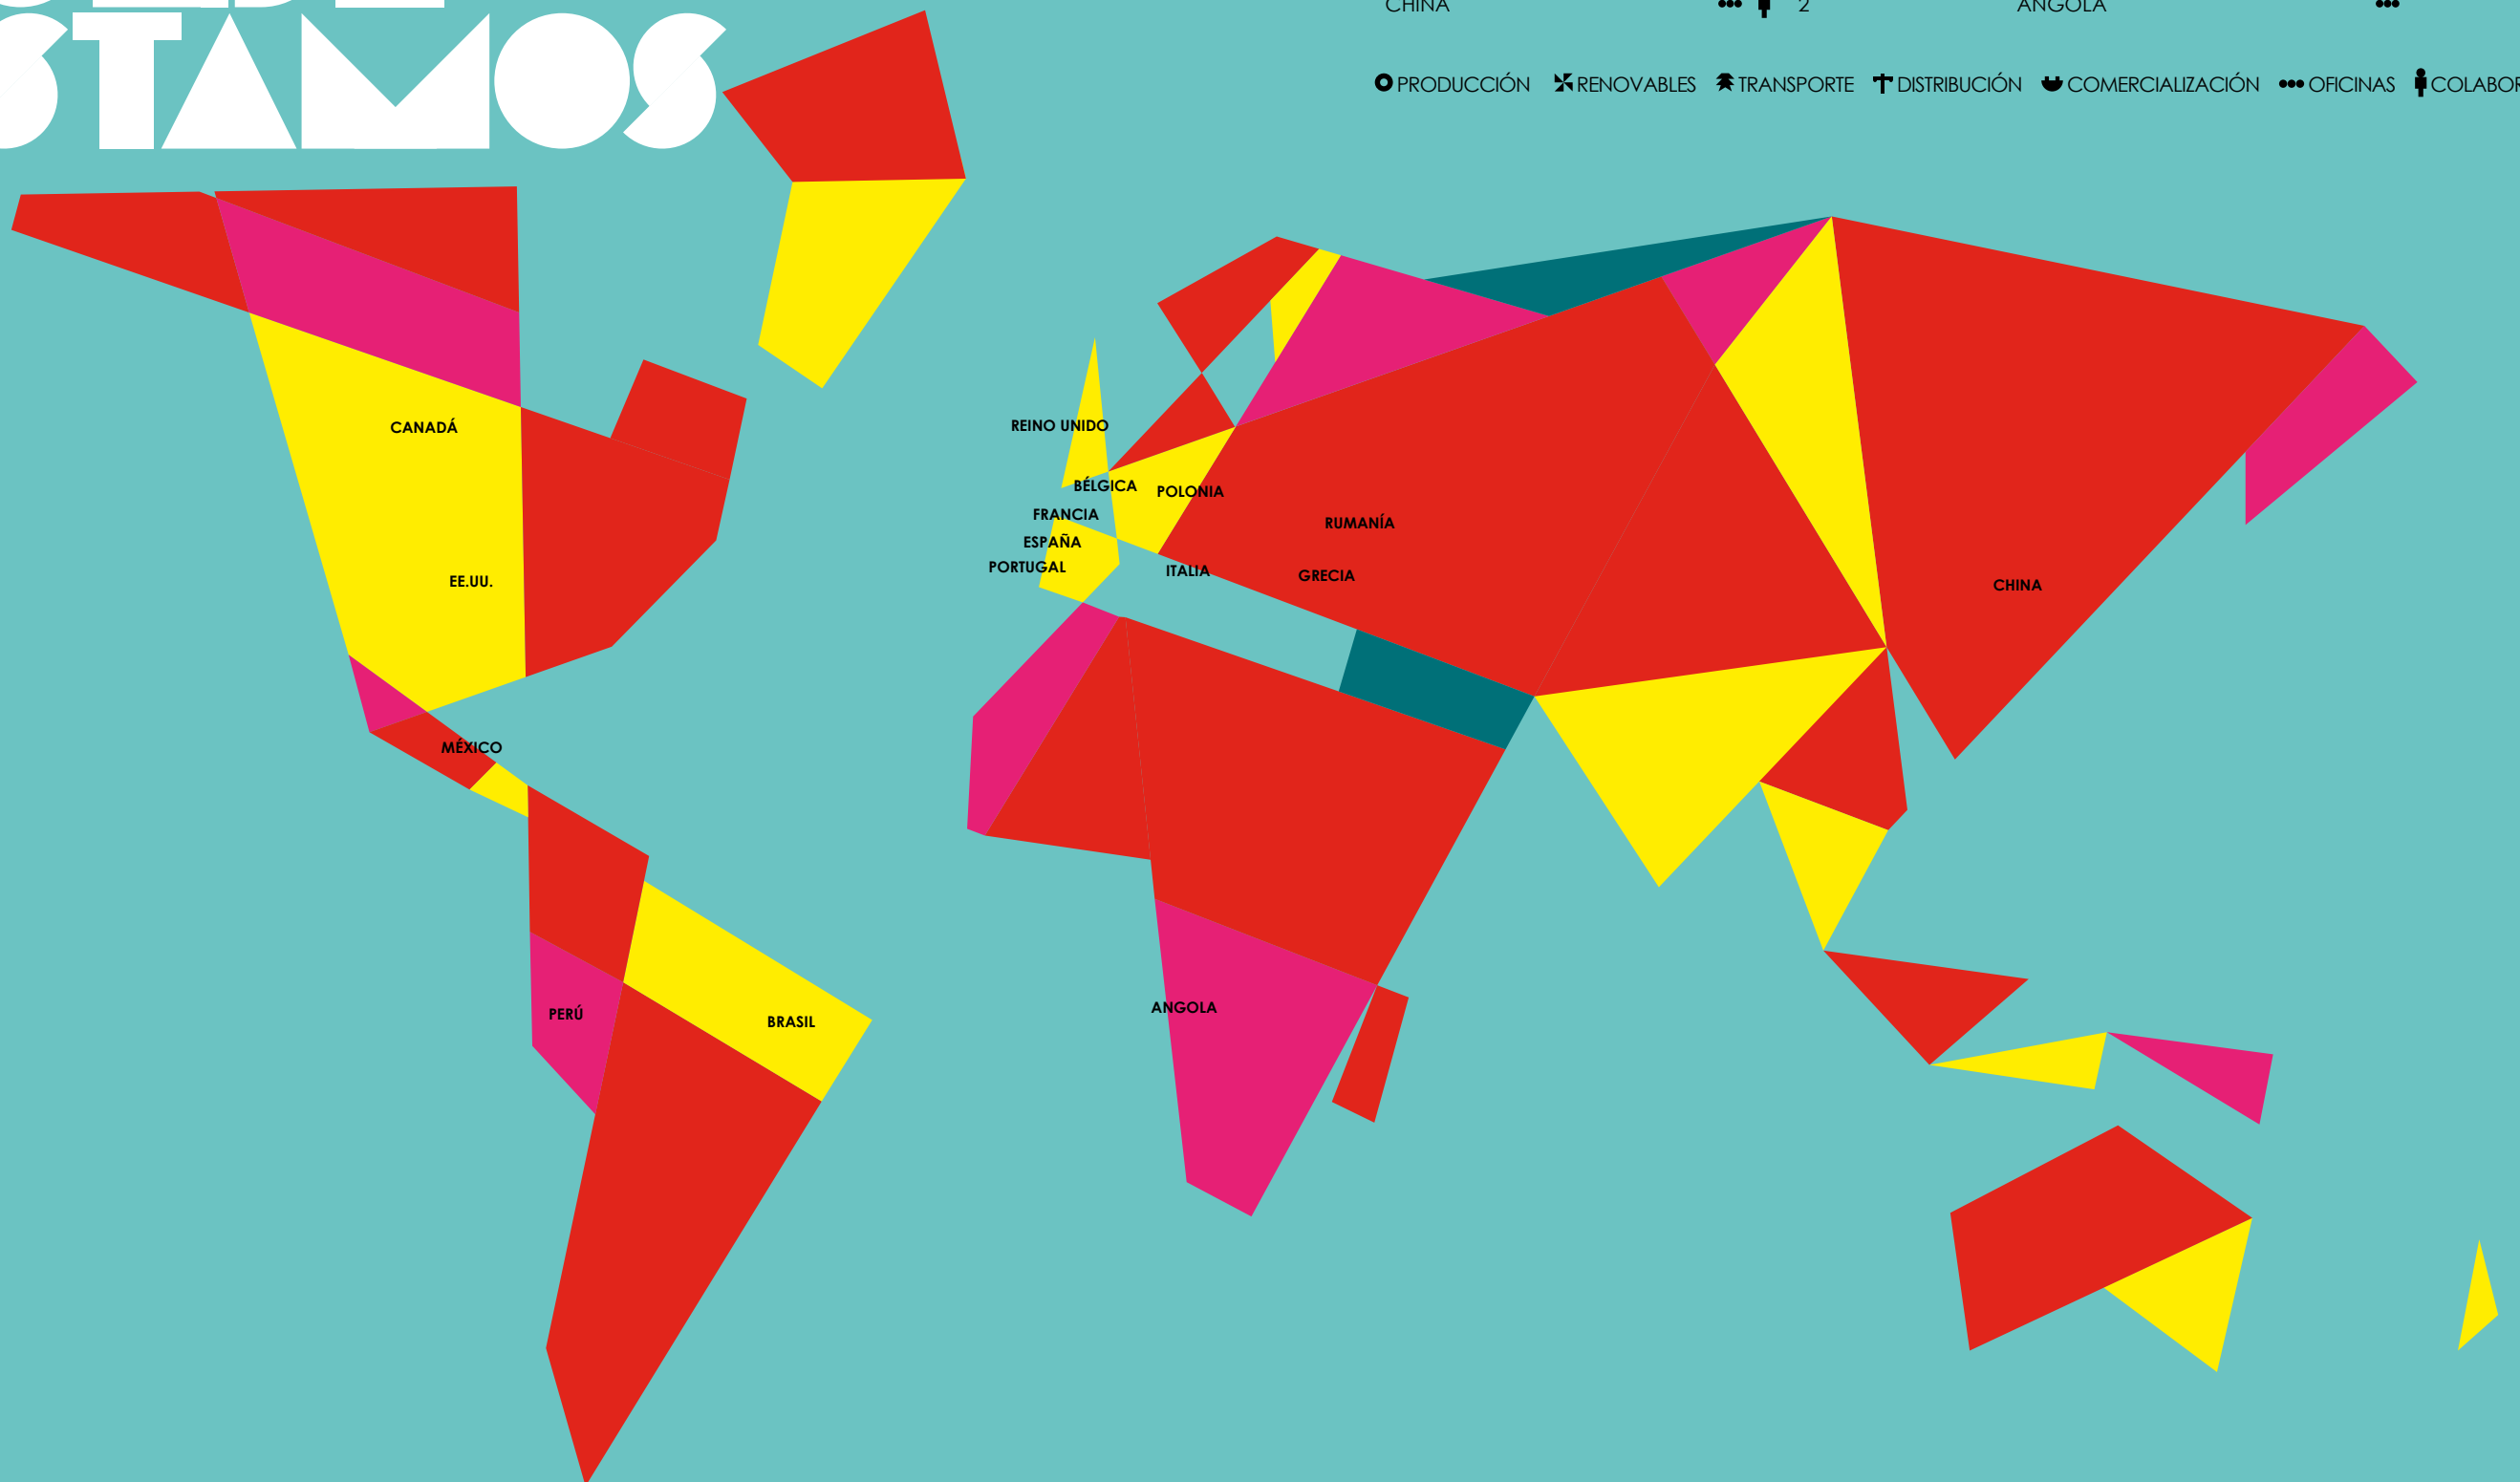 STAMOS
CHINA 2 ANGOLA
PRODUCCIÓN RENOVABLES TRANSPORTE DISTRIBUCIÓN COMERCIALIZACIÓN OFICINAS COLABOR
CANADÁ
REINO UNIDO
BÉLGICA
POLONIA
FRANCIA
RUMANÍA
ESPAÑA
PORTUGAL
ITALIA
GRECIA
EE.UU.
CHINA
MÉXICO
ANGOLA
PERÚ
BRASIL